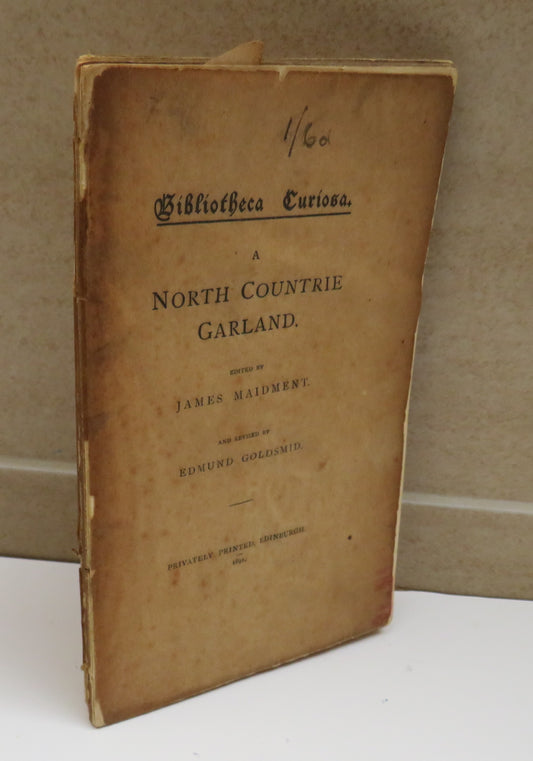 1/6d
Bibliotheca Curiosa.
A
NORTH COUNTRIE
GARLAND.
EDITED BY
JAMES MAIDMENT.
AND REVISED BY
EDMUND GOLDSMID.
PRIVATELY PRINTED, EDINBURGH.
1891.